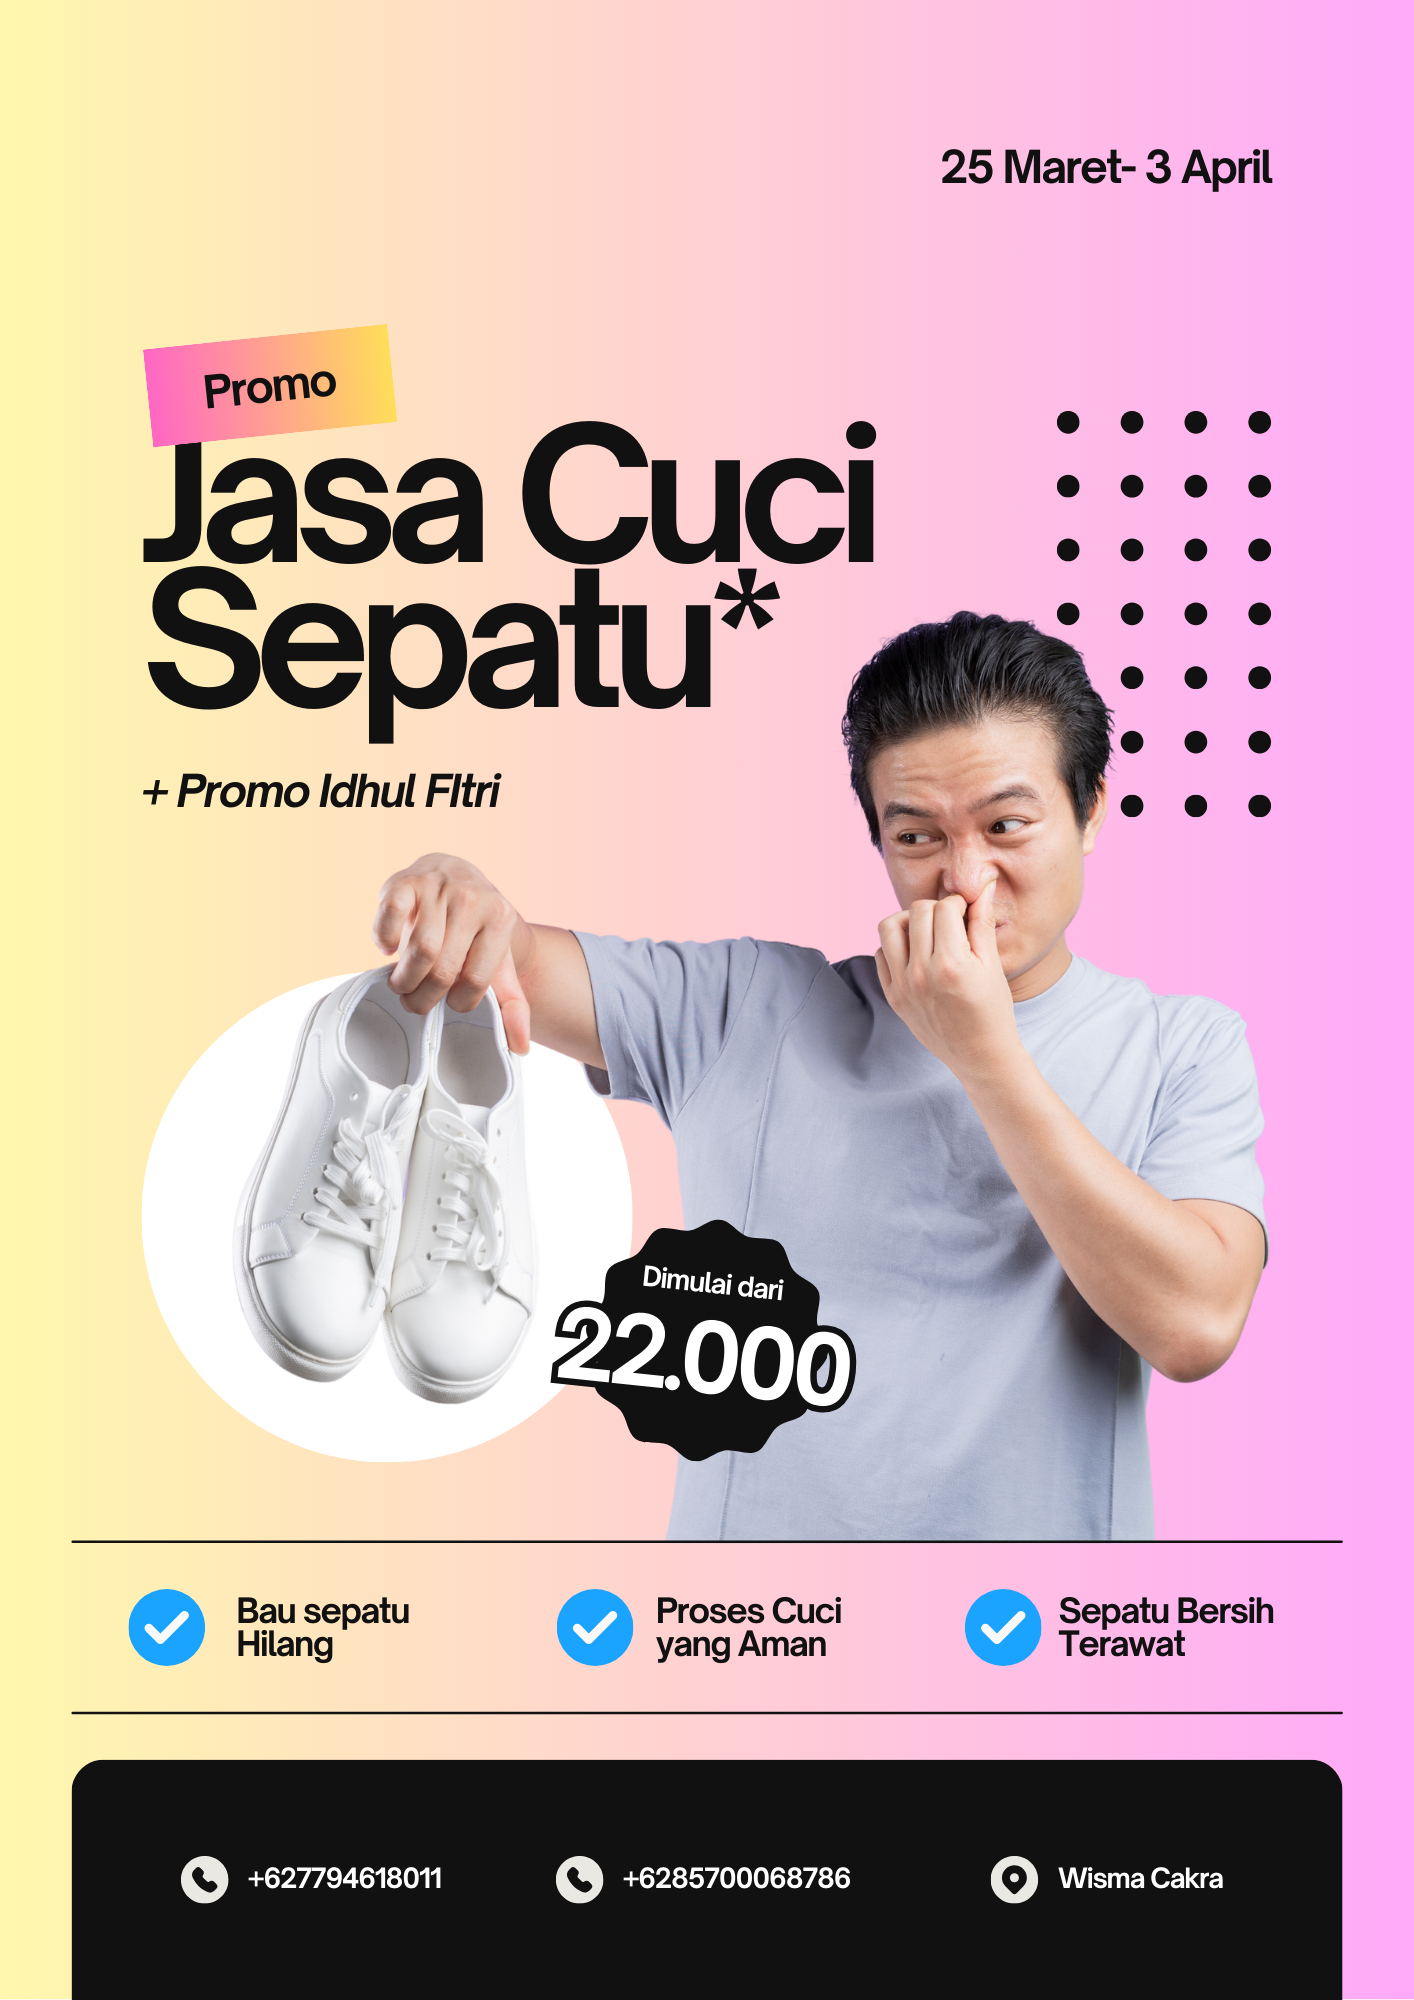 25 Maret- 3 April
Promo
Jasa Cuci
Sepatu*
+ Promo Idhul FItri
Dimulai dari
22.000
Bau sepatu
Hilang
Proses Cuci
yang Aman
Sepatu Bersih
Terawat
+627794618011
+6285700068786
Wisma Cakra